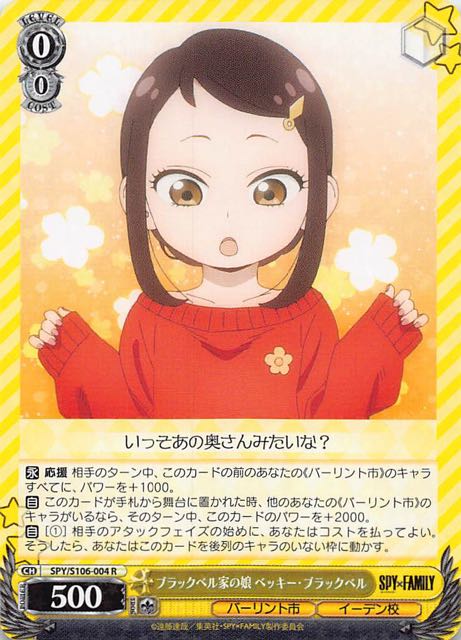 LEVEL
0
0
COST
いっそあの奥さんみたいな?
永 応援 相手のターン中、このカードの前のあなたの《バーリント市》のキャラ
すべてに、パワーを+1000。
自 このカードが手札から舞台に置かれた時、他のあなたの《バーリント市》の
キャラがいるなら、そのターン中、このカードのパワーを+2000。
自 [①] 相手のアタックフェイズの始めに、あなたはコストを払ってよい。
そうしたら、あなたはこのカードを後列のキャラのいない枠に動かす。
CH SPY/S106-004 R
POWER 500 SOUL
ブラックベル家の娘 ベッキー・ブラックベル
SPY×FAMILY
バーリント市 イーデン校
©遠藤達哉/集英社・SPY×FAMILY製作委員会